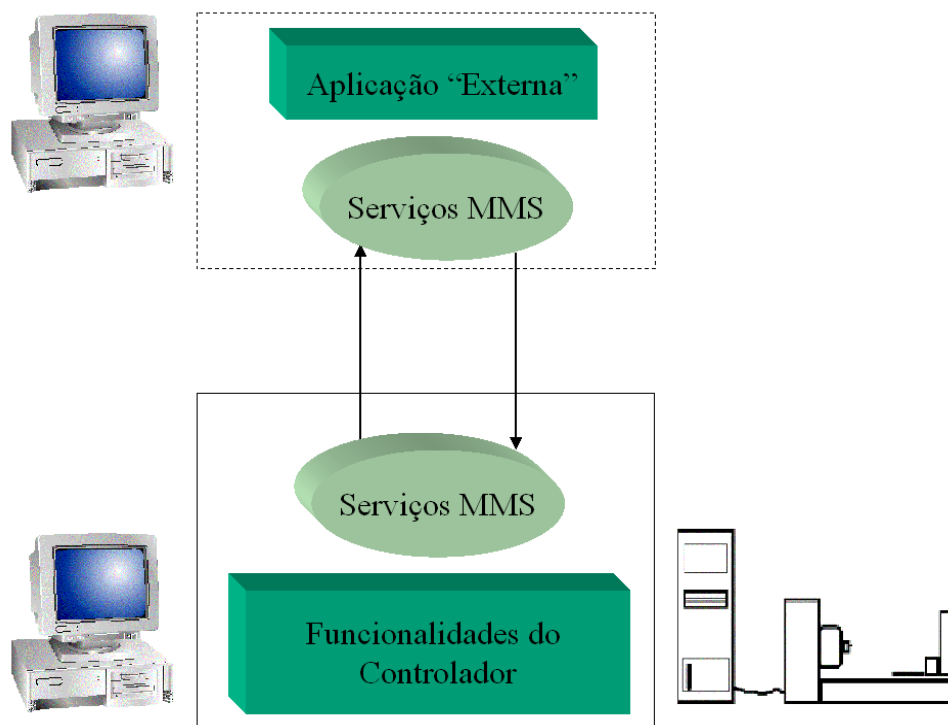 Aplicação “Externa”
Serviços MMS
Serviços MMS
Funcionalidades do
Controlador